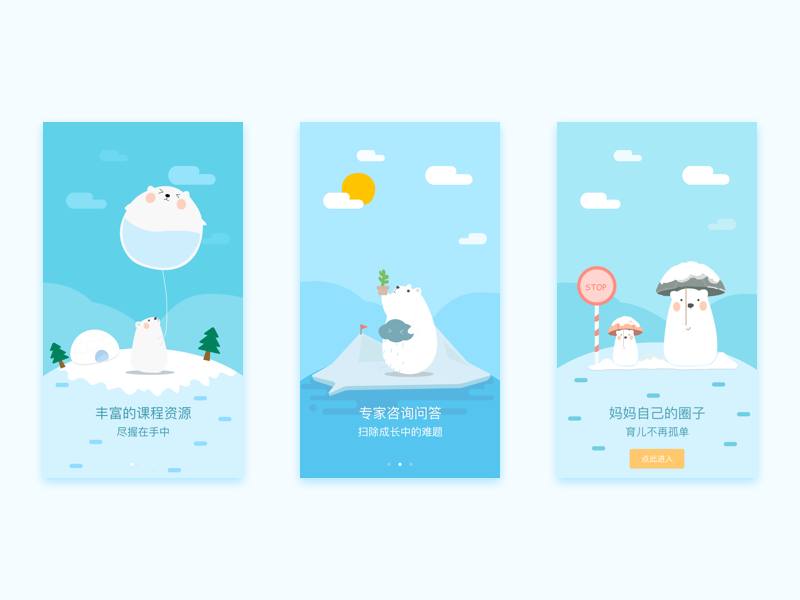 丰富的课程资源
尽握在手中
专家咨询问答
扫除成长中的难题
STOP
妈妈自己的圈子
育儿不再孤单
点此进入